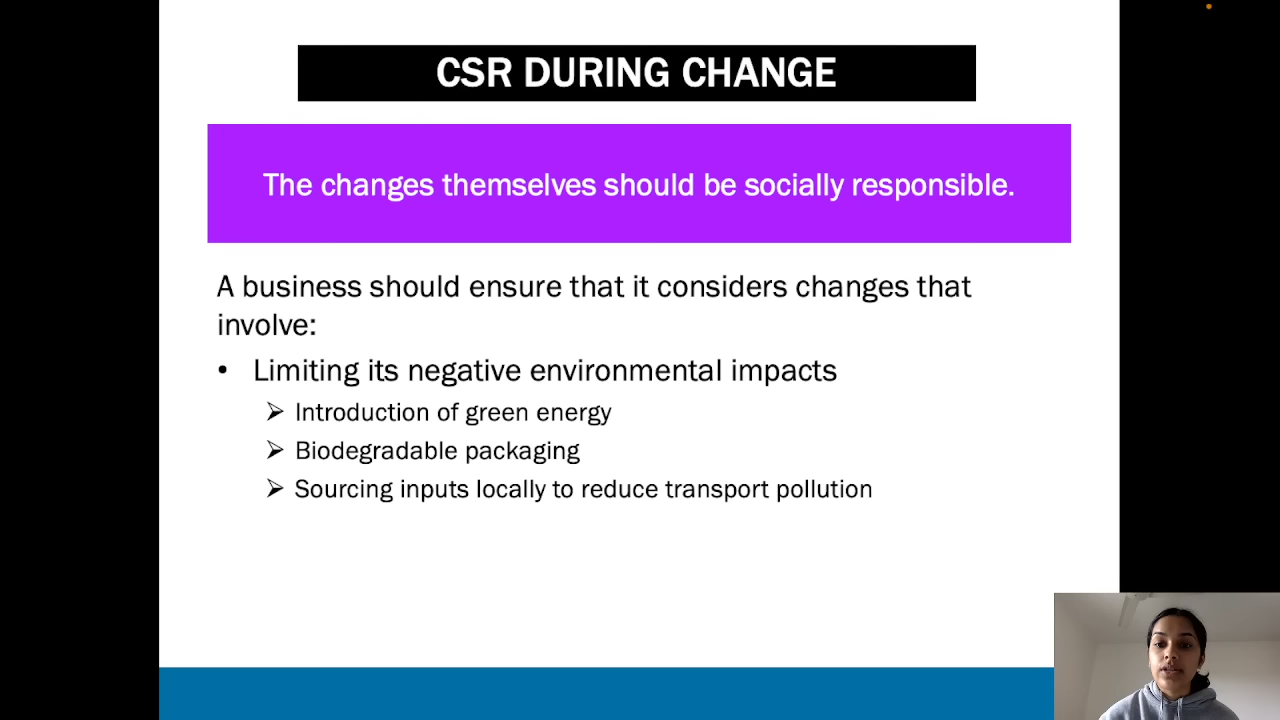 CSR DURING CHANGE
The changes themselves should be socially responsible.
A business should ensure that it considers changes that
involve:
• Limiting its negative environmental impacts
➢ Introduction of green energy
➢ Biodegradable packaging
➢ Sourcing inputs locally to reduce transport pollution